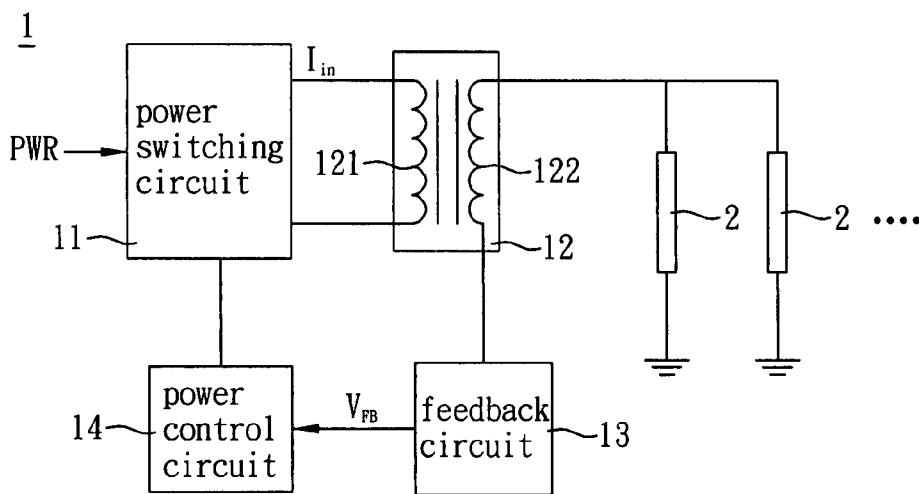 1
I_in
power
switching
circuit
PWR
121
122
2
2
....
11
12
power
control
circuit
14
V_FB
feedback
circuit
13